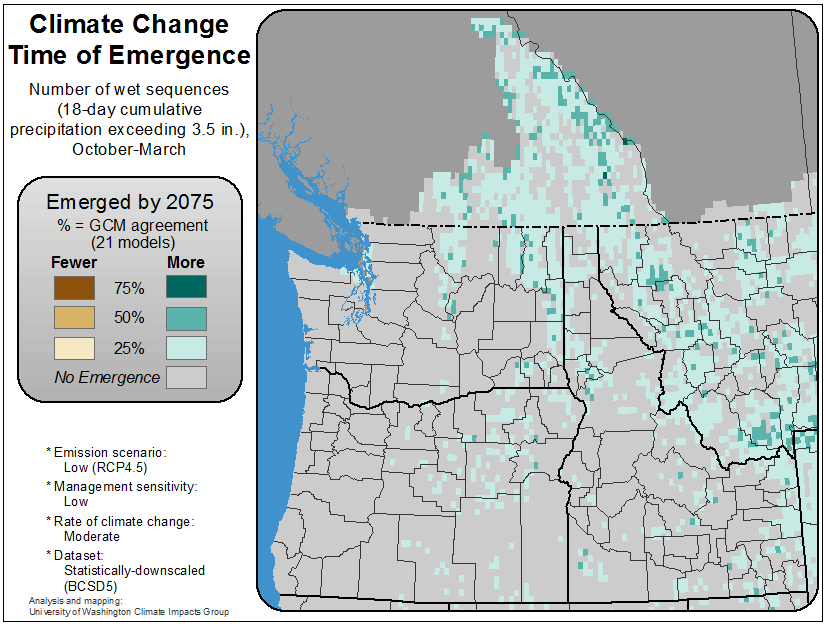 Climate Change
Time of Emergence
Number of wet sequences
(18-day cumulative
precipitation exceeding 3.5 in.),
October-March
Emerged by 2075
% = GCM agreement
(21 models)
Fewer More
75%
50%
25%
No Emergence
* Emission scenario:
Low (RCP4.5)
* Management sensitivity:
Low
* Rate of climate change:
Moderate
* Dataset:
Statistically-downscaled
(BCSD5)
Analysis and mapping:
University of Washington Climate Impacts Group